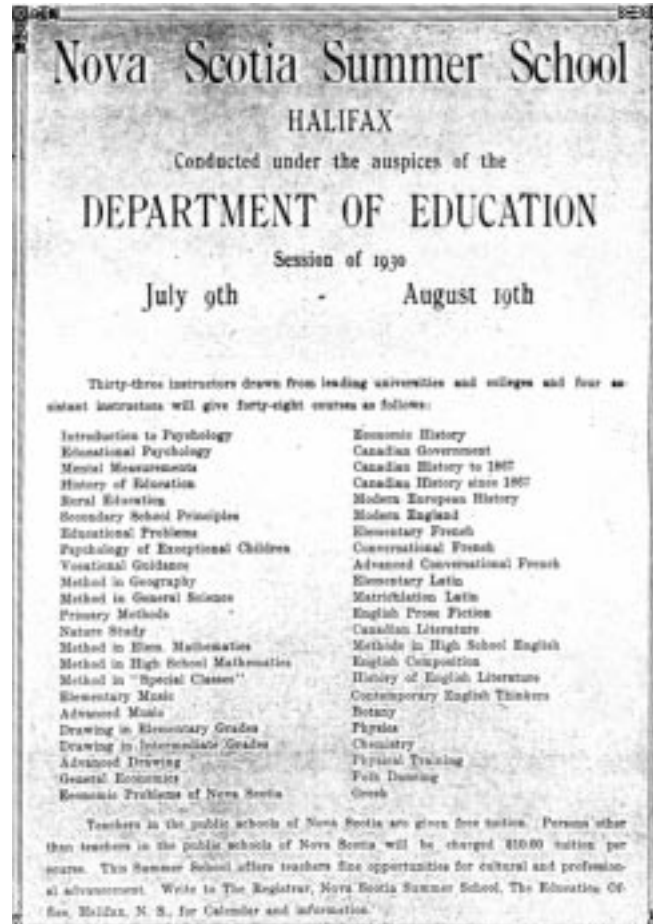 Nova Scotia Summer School
HALIFAX
Conducted under the auspices of the
DEPARTMENT OF EDUCATION
Session of 1930
July 9th - August 19th
Thirty-three instructors drawn from leading universities and colleges and four as-
sistant instructors will give forty-eight courses as follows:
Introduction to Psychology
Educational Psychology
Mental Measurements
History of Education
Rural Education
Secondary School Principles
Educational Problems
Psychology of Exceptional Children
Vocational Guidance
Method in Geography
Method in General Science
Primary Methods
Nature Study
Method in Elem. Mathematics
Method in High School Mathematics
Method in "Special Classes"
Elementary Music
Advanced Music
Drawing in Elementary Grades
Drawing in Intermediate Grades
Advanced Drawing
General Economics
Economic Problems of Nova Scotia
Economic History
Canadian Government
Canadian History to 1867
Canadian History since 1867
Modern European History
Modern England
Elementary French
Conversational French
Advanced Conversational French
Elementary Latin
Matriculation Latin
English Prose Fiction
Canadian Literature
Methods in High School English
English Composition
History of English Literature
Contemporary English Thinkers
Botany
Physics
Chemistry
Physical Training
Folk Dancing
Greek
Teachers in the public schools of Nova Scotia are given free tuition. Persons other
than teachers in the public schools of Nova Scotia will be charged $10.00 tuition per
course. This Summer School offers teachers fine opportunities for cultural and profession-
al advancement. Write to The Registrar, Nova Scotia Summer School, The Education Of-
fice, Halifax, N. S., for Calendar and information.